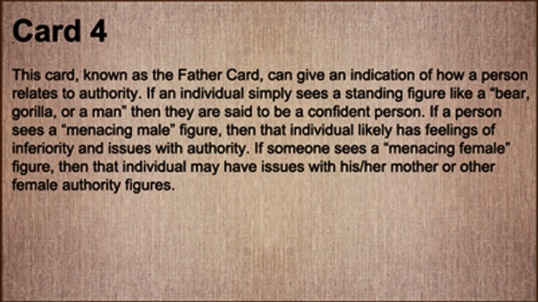 Card 4
This card, known as the Father Card, can give an indication of how a person
relates to authority. If an individual simply sees a standing figure like a “bear,
gorilla, or a man” then they are said to be a confident person. If a person
sees a “menacing male” figure, then that individual likely has feelings of
inferiority and issues with authority. If someone sees a “menacing female”
figure, then that individual may have issues with his/her mother or other
female authority figures.